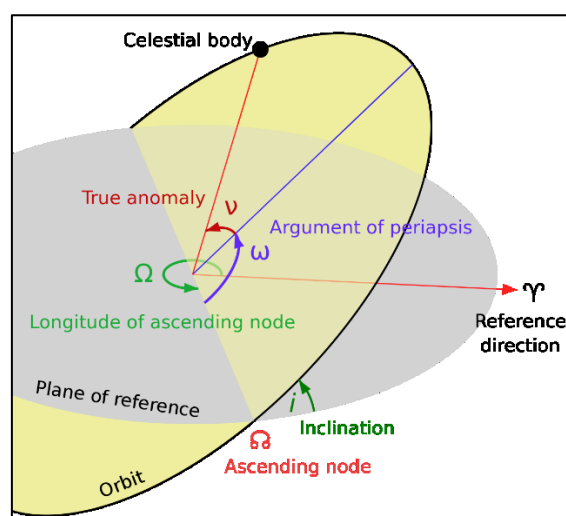 Celestial body
True anomaly
ν
Argument of periapsis
ω
Ω
Longitude of ascending node
♈︎
Reference
direction
Plane of reference
i
Inclination
☊
Ascending node
Orbit